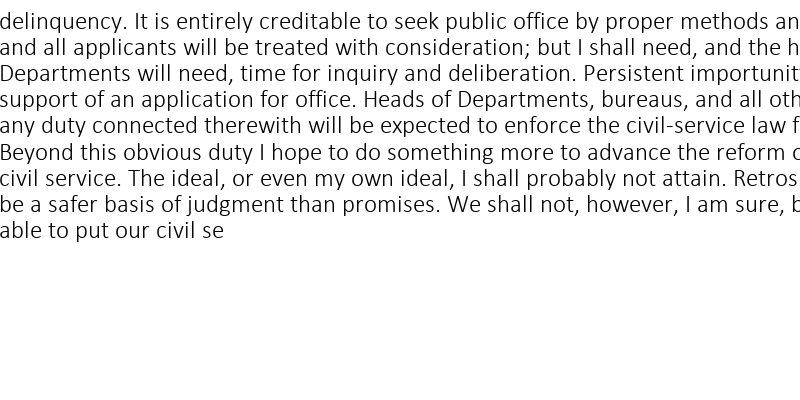 delinquency. It is entirely creditable to seek public office by proper methods an
and all applicants will be treated with consideration; but I shall need, and the h
Departments will need, time for inquiry and deliberation. Persistent importunit
support of an application for office. Heads of Departments, bureaus, and all oth
any duty connected therewith will be expected to enforce the civil-service law f
Beyond this obvious duty I hope to do something more to advance the reform o
civil service. The ideal, or even my own ideal, I shall probably not attain. Retros
be a safer basis of judgment than promises. We shall not, however, I am sure, b
able to put our civil se